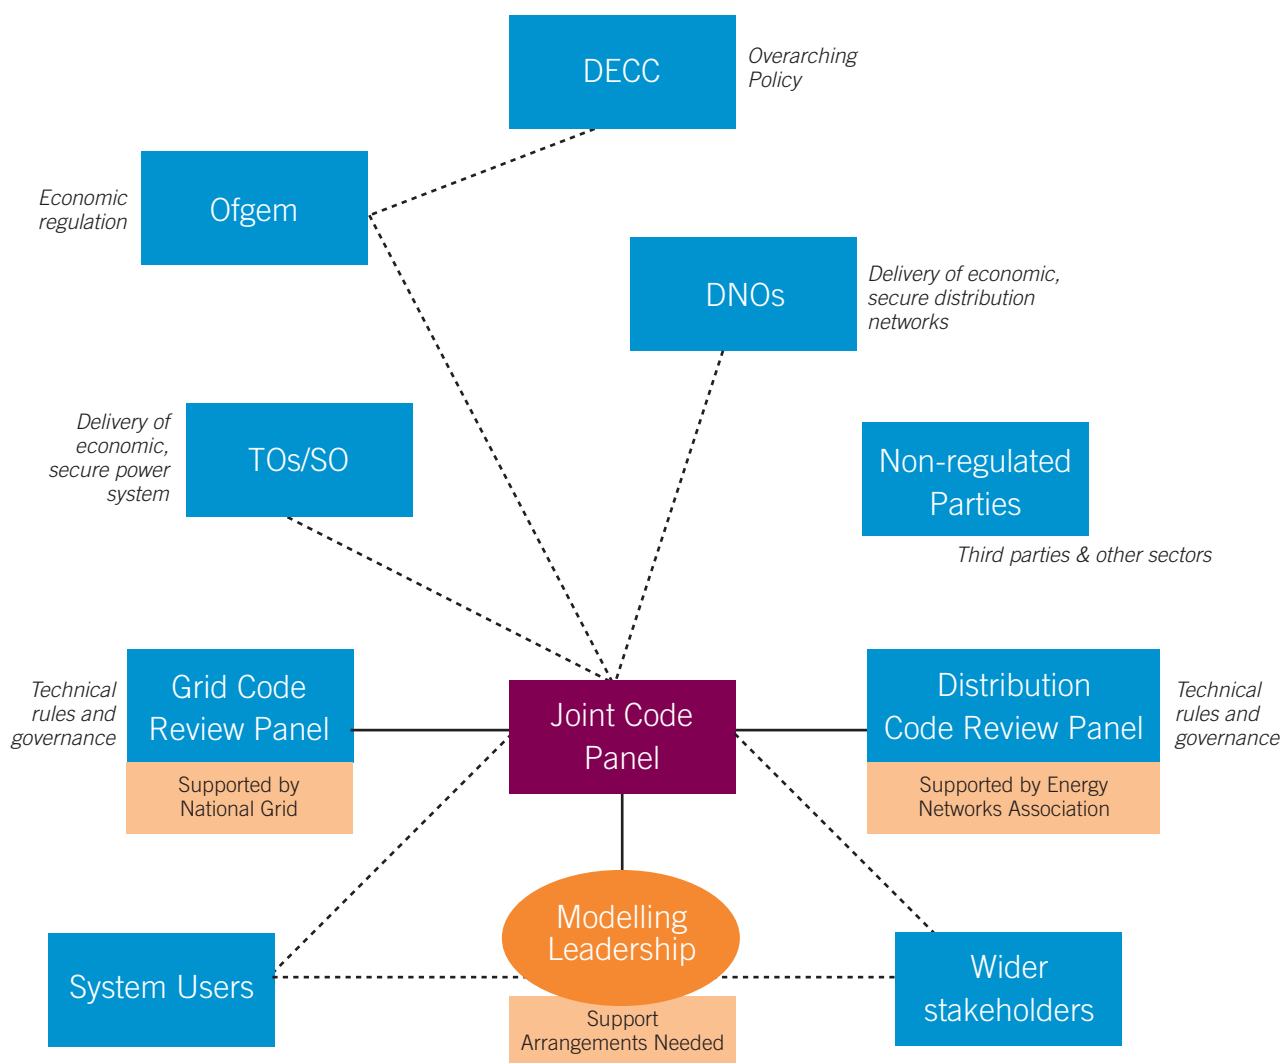 DECC
Overarching
Policy
Economic
regulation
Ofgem
DNOs
Delivery of economic,
secure distribution
networks
Delivery of
economic,
secure power
system
TOs/SO
Non-regulated
Parties
Third parties & other sectors
Technical
rules and
governance
Grid Code
Review Panel
Supported by
National Grid
Joint Code
Panel
Distribution
Code Review Panel
Supported by Energy
Networks Association
Technical
rules and
governance
System Users
Modelling
Leadership
Support
Arrangements Needed
Wider
stakeholders